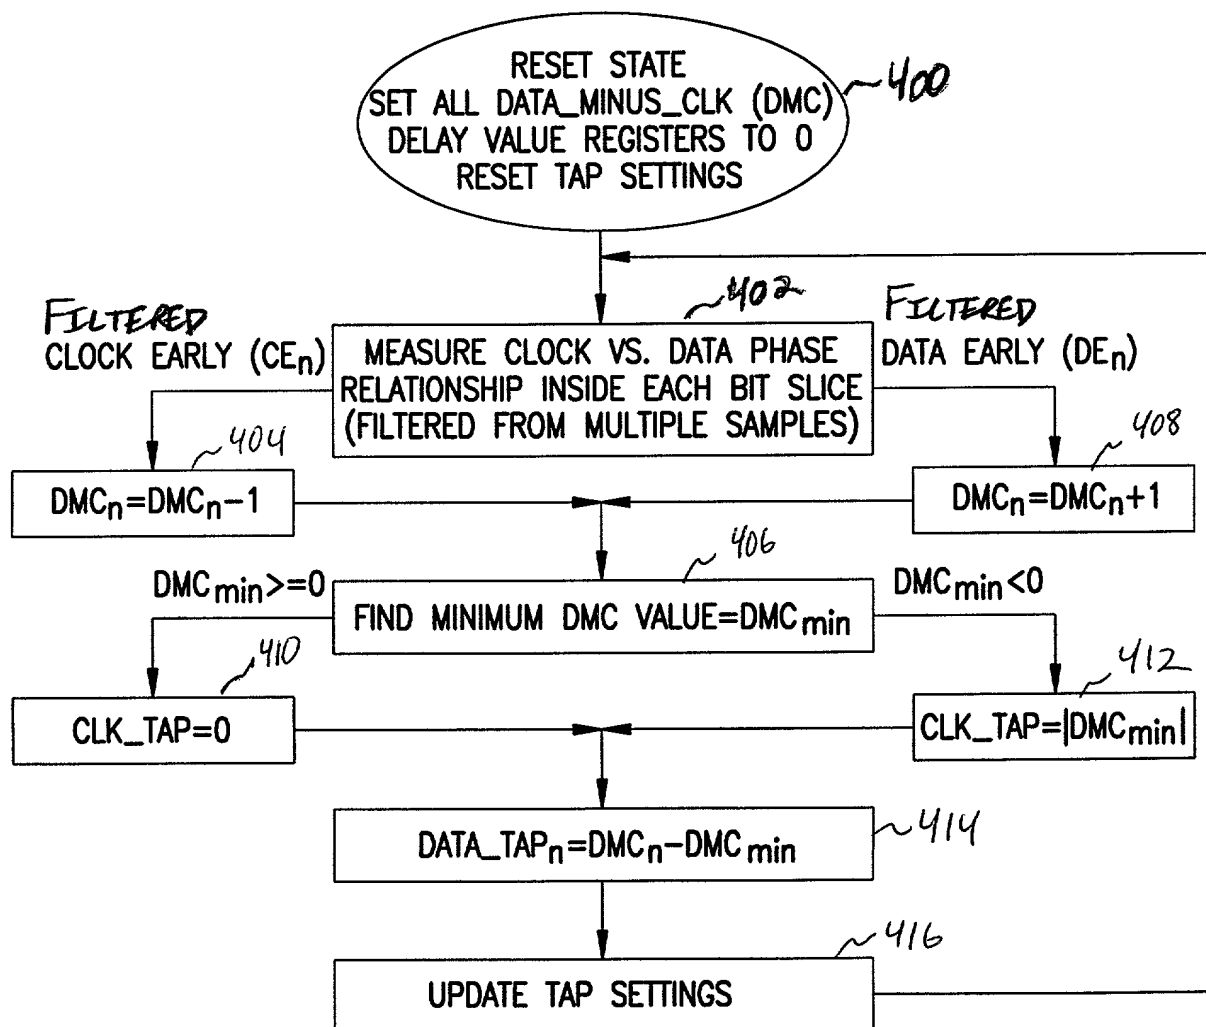 RESET STATE
SET ALL DATA_MINUS_CLK (DMC)
DELAY VALUE REGISTERS TO 0
RESET TAP SETTINGS
400
402
FILTERED
CLOCK EARLY (CEn)
MEASURE CLOCK VS. DATA PHASE
RELATIONSHIP INSIDE EACH BIT SLICE
(FILTERED FROM MULTIPLE SAMPLES)
FILTERED
DATA EARLY (DEn)
404
DMCn=DMCn-1
408
DMCn=DMCn+1
406
DMCmin>=0
FIND MINIMUM DMC VALUE=DMCmin
DMCmin<0
410
CLK_TAP=0
412
CLK_TAP=|DMCmin|
DATA_TAPn=DMCn-DMCmin
414
416
UPDATE TAP SETTINGS